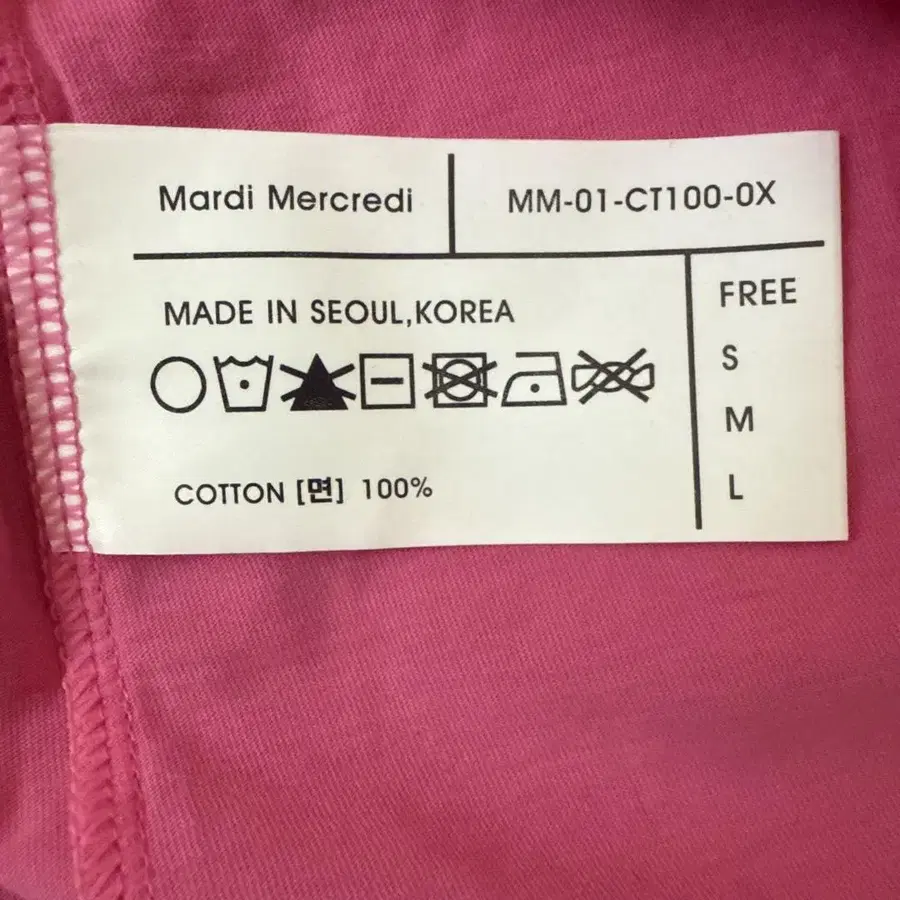 Mardi Mercredi
MM-01-CT100-0X
MADE IN SEOUL,KOREA
COTTON [면] 100%
FREE
S
M
L